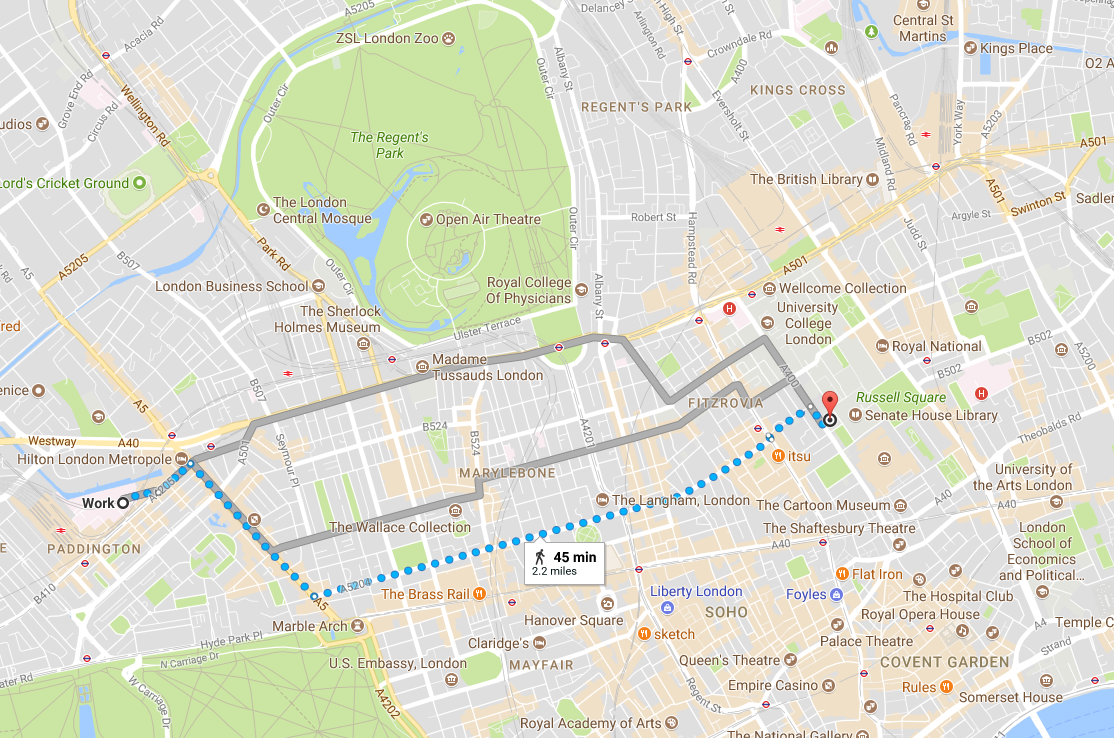 A5205
Acacia Rd
ZSL London Zoo
Delancey St
Arlington Rd
High St
Crowndale Rd
Central St
Martins
Kings Place
O2 A
Grove End Rd
Circus Rd
Wellington Rd
Outer Cir
Outer Cir
Albany St
A400
Eversholt St
KINGS CROSS
REGENT'S PARK
Pancras Rd
York Way
A5203
udios
The Regent's
Park
Midland Rd
A501
Lord's Cricket Ground
The British Library
A501
Swinton St
Sadler
The London
Central Mosque
Open Air Theatre
Outer Cir
Robert St
Hampstead Rd
Judd St
Argyle St
A5205
B507
A5
Park Rd
Outer Cir
A501
London Business School
Royal College
Of Physicians
Albany St
Wellcome Collection
The Sherlock
Holmes Museum
Ulster Terrace
University
College
London
fired
Madame
Tussauds London
Royal National
B502
B502
A5200
enice
A5
B507
A400
Russell Square
Senate House Library
FITZROVIA
Theobalds Rd
Westway
A40
A501
Seymour Pl
B524
B524
A4201
Hilton London Metropole
itsu
MARYLEBONE
University of
the Arts London
Work
A5205
The Langham, London
The Cartoon Museum
A40
The Wallace Collection
The Shaftesbury Theatre
London
School of
Economics
and Political...
PADDINGTON
E
A40
45 min
2.2 miles
B410
A5204
A5
The Brass Rail
Liberty London
Flat Iron
Foyles
The Hospital Club
Marble Arch
Hanover Square
SOHO
Royal Opera House
A4
Temple C
Hyde Park Pl
N Carriage Dr
Claridge's
sketch
Palace Theatre
Strand
ater Rd
W Carriage Dr
U.S. Embassy, London
MAYFAIR
Queen's Theatre
COVENT GARDEN
A4202
Regent St
Empire Casino
Rules
Somerset House
Royal Academy of Arts
The National Gallery